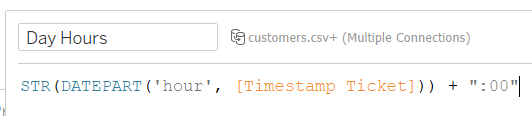 Day Hours
customers.csv+ (Multiple Connections)
STR(DATEPART('hour', [Timestamp Ticket])) + ":00"